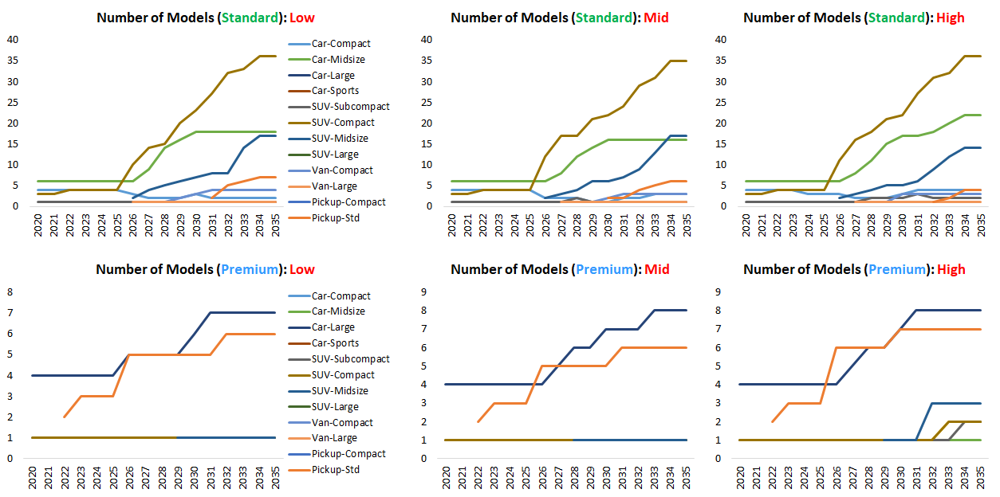 Number of Models (Standard): Low
40
35
30
25
20
15
10
5
0
2020 2021 2022 2023 2024 2025 2026 2027 2028 2029 2030 2031 2032 2033 2034 2035
Car-Compact
Car-Midsize
Car-Large
Car-Sports
SUV-Subcompact
SUV-Compact
SUV-Midsize
SUV-Large
Van-Compact
Van-Large
Pickup-Compact
Pickup-Std
Number of Models (Standard): Mid
40
35
30
25
20
15
10
5
0
2020 2021 2022 2023 2024 2025 2026 2027 2028 2029 2030 2031 2032 2033 2034 2035
Number of Models (Standard): High
40
35
30
25
20
15
10
5
0
2020 2021 2022 2023 2024 2025 2026 2027 2028 2029 2030 2031 2032 2033 2034 2035
Number of Models (Premium): Low
8
7
6
5
4
3
2
1
0
2020 2021 2022 2023 2024 2025 2026 2027 2028 2029 2030 2031 2032 2033 2034 2035
Car-Compact
Car-Midsize
Car-Large
Car-Sports
SUV-Subcompact
SUV-Compact
SUV-Midsize
SUV-Large
Van-Compact
Van-Large
Pickup-Compact
Pickup-Std
Number of Models (Premium): Mid
9
8
7
6
5
4
3
2
1
0
2020 2021 2022 2023 2024 2025 2026 2027 2028 2029 2030 2031 2032 2033 2034 2035
Number of Models (Premium): High
9
8
7
6
5
4
3
2
1
0
2020 2021 2022 2023 2024 2025 2026 2027 2028 2029 2030 2031 2032 2033 2034 2035